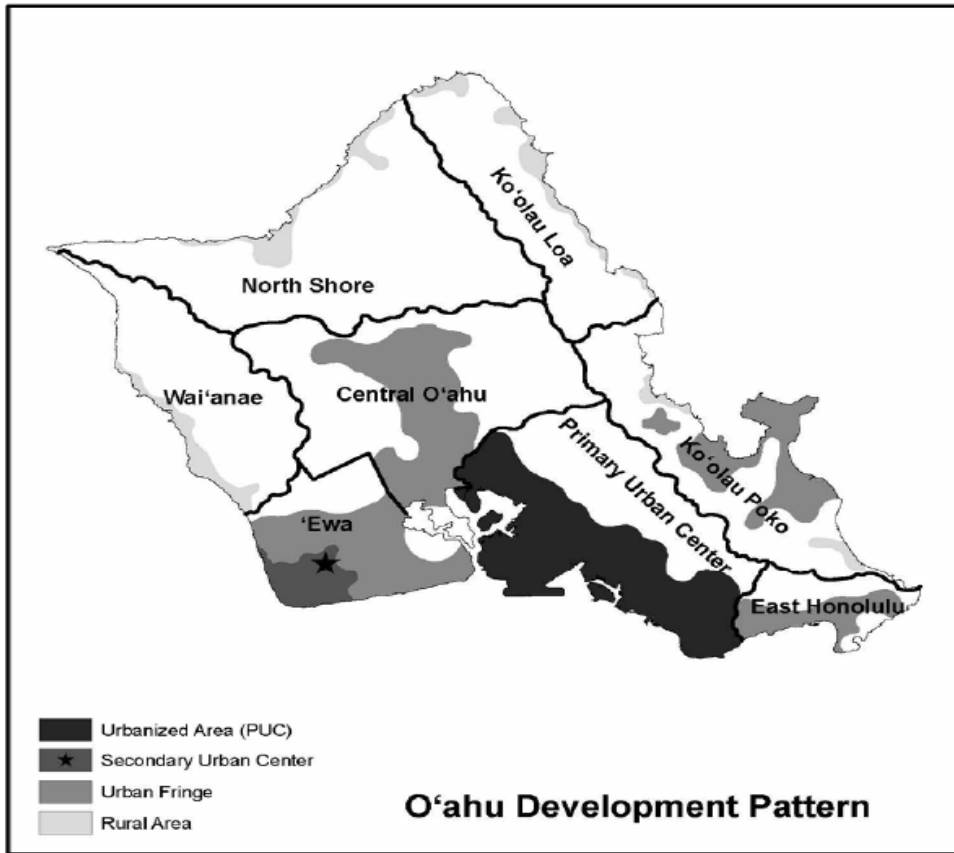 Ko‘olau Loa
North Shore
Wai‘anae
Central O‘ahu
Primary Urban Center
Ko‘olau Poko
‘Ewa
East Honolulu
Urbanized Area (PUC)
Secondary Urban Center
Urban Fringe
Rural Area
O‘ahu Development Pattern